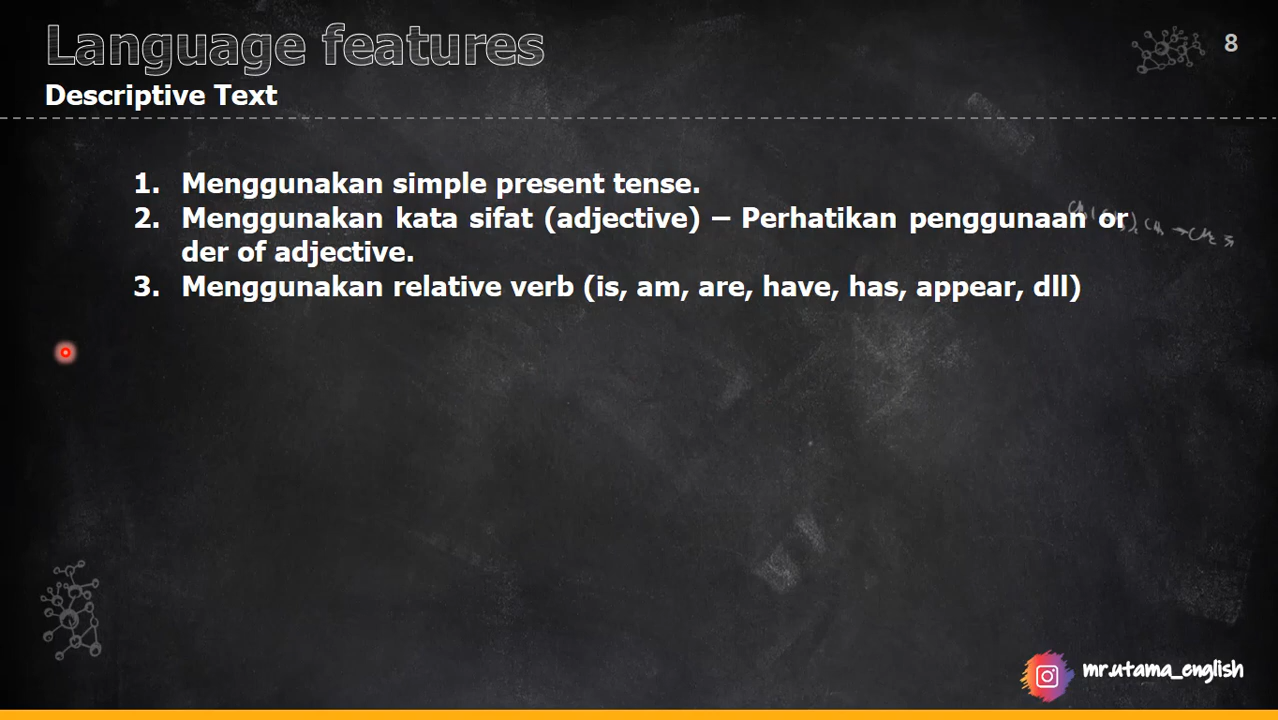 Language features
8
Descriptive Text
1. Menggunakan simple present tense.
2. Menggunakan kata sifat (adjective) – Perhatikan penggunaan or
der of adjective.
3. Menggunakan relative verb (is, am, are, have, has, appear, dll)
mr.utama_english